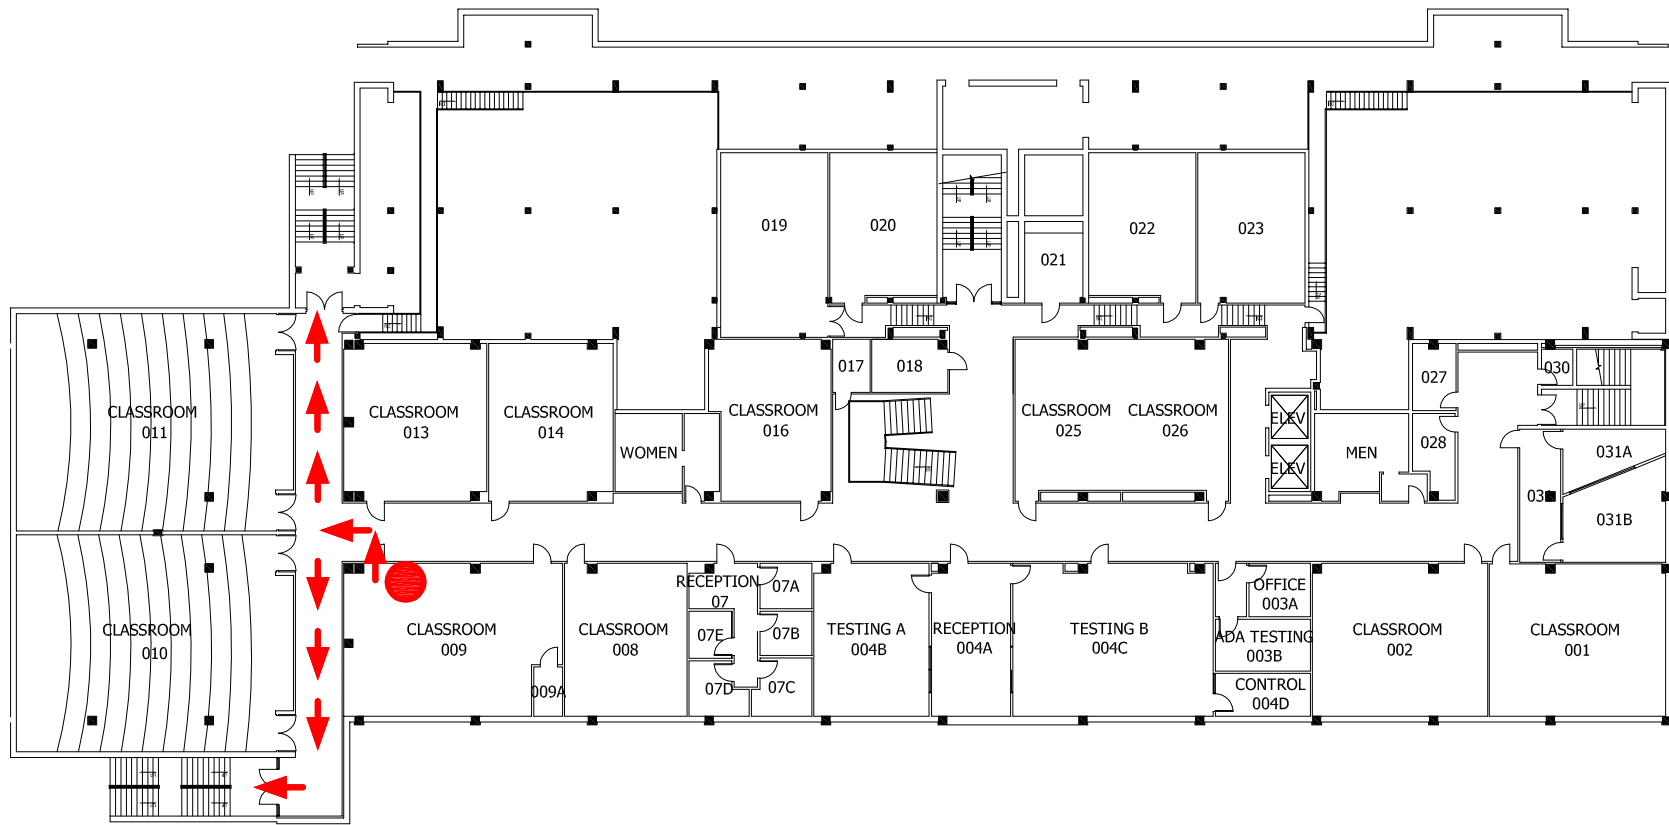 019
020
022
023
021
CLASSROOM
011
CLASSROOM
013
CLASSROOM
014
WOMEN
CLASSROOM
016
017
018
CLASSROOM
025
CLASSROOM
026
ELEV
ELEV
MEN
027
028
030
031A
031B
CLASSROOM
010
CLASSROOM
009
009A
CLASSROOM
008
RECEPTION
07
07A
07B
07C
07D
07E
TESTING A
004B
RECEPTION
004A
TESTING B
004C
OFFICE
003A
ADA TESTING
003B
CONTROL
004D
CLASSROOM
002
CLASSROOM
001